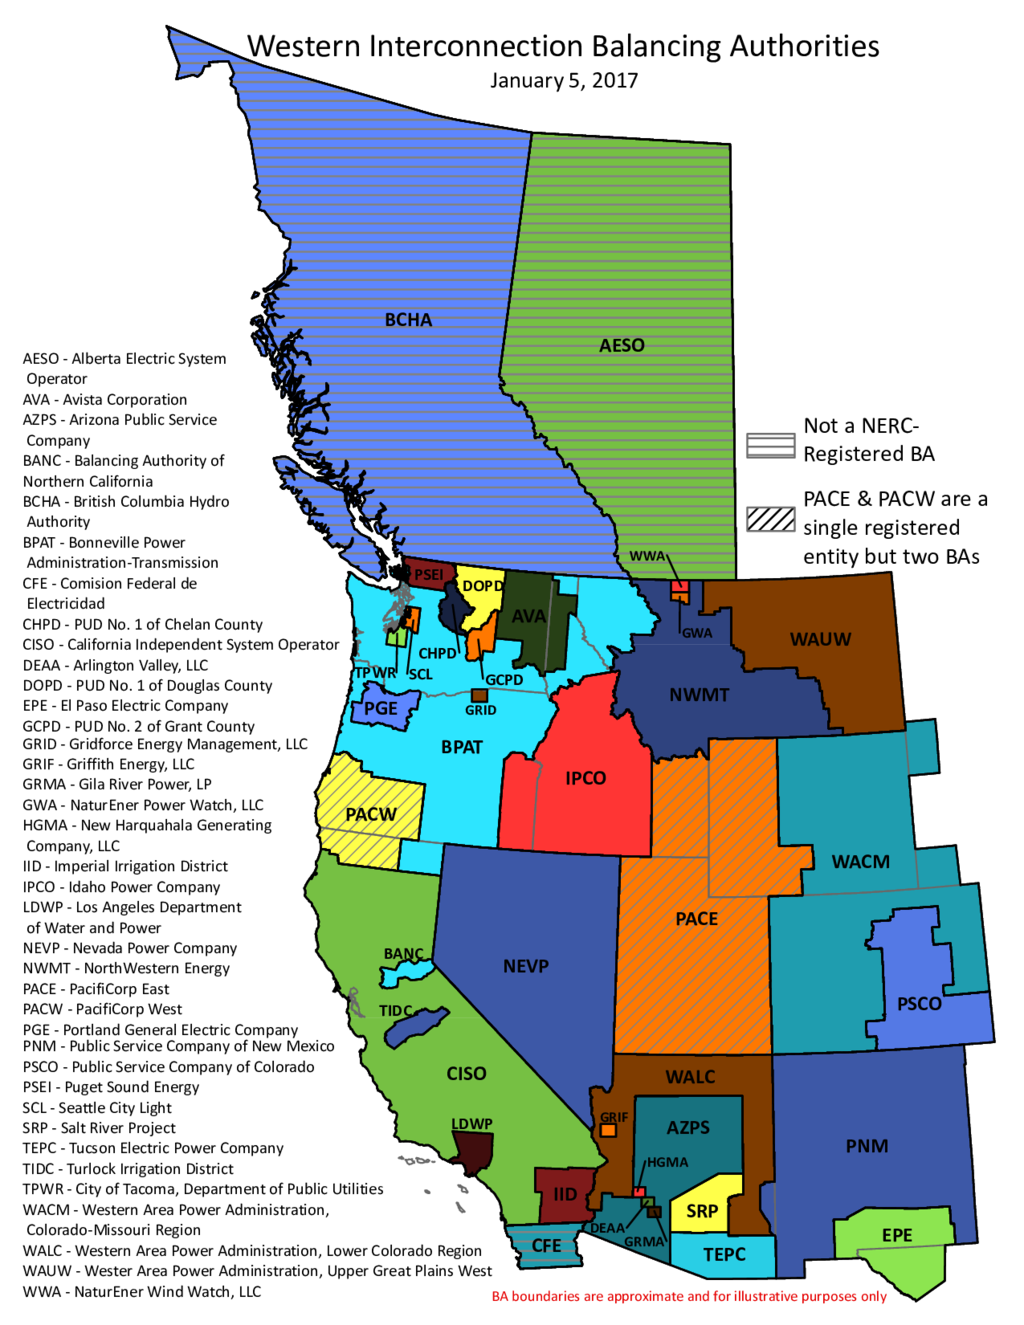 Western Interconnection Balancing Authorities
January 5, 2017
BCHA
AESO
AESO - Alberta Electric System
Operator
AVA - Avista Corporation
AZPS - Arizona Public Service
Company
BANC - Balancing Authority of
Northern California
BCHA - British Columbia Hydro
Authority
BPAT - Bonneville Power
Administration-Transmission
CFE - Comision Federal de
Electricidad
CHPD - PUD No. 1 of Chelan County
CISO - California Independent System Operator
DEAA - Arlington Valley, LLC
DOPD - PUD No. 1 of Douglas County
EPE - El Paso Electric Company
GCPD - PUD No. 2 of Grant County
GRID - Gridforce Energy Management, LLC
GRIF - Griffith Energy, LLC
GRMA - Gila River Power, LP
GWA - NaturEner Power Watch, LLC
HGMA - New Harquahala Generating
Company, LLC
IID - Imperial Irrigation District
IPCO - Idaho Power Company
LDWP - Los Angeles Department
of Water and Power
NEVP - Nevada Power Company
NWMT - NorthWestern Energy
PACE - PacifiCorp East
PACW - PacifiCorp West
PGE - Portland General Electric Company
PNM - Public Service Company of New Mexico
PSCO - Public Service Company of Colorado
PSEI - Puget Sound Energy
SCL - Seattle City Light
SRP - Salt River Project
TEPC - Tucson Electric Power Company
TIDC - Turlock Irrigation District
TPWR - City of Tacoma, Department of Public Utilities
WACM - Western Area Power Administration,
Colorado-Missouri Region
WALC - Western Area Power Administration, Lower Colorado Region
WAUW - Wester Area Power Administration, Upper Great Plains West
WWA - NaturEner Wind Watch, LLC
Not a NERC-
Registered BA
PACE & PACW are a
single registered
entity but two BAs
WWA
PSEI
DOPD
AVA
GWA
WAUW
CHPD
TPWR
SCL
GCPD
NWMT
PGE
GRID
BPAT
IPCO
PACW
WACM
PACE
BANC
NEVP
PSCO
TIDC
CISO
WALC
LDWP
GRIF
AZPS
PNM
HGMA
IID
SRP
DEAA
GRMA
EPE
CFE
TEPC
BA boundaries are approximate and for illustrative purposes only